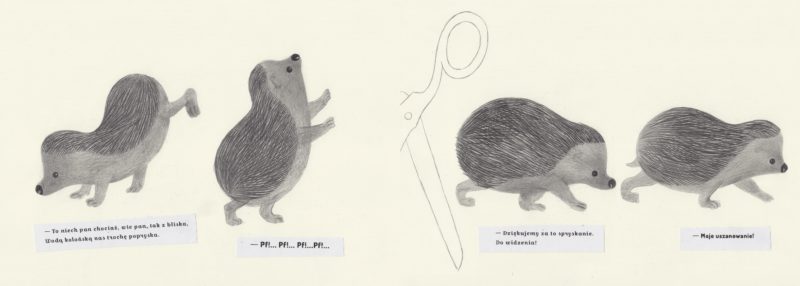 — To niech pan chociaż, wie pan, tak z bliska,
Wodą kolońską nas trochę popryska.
— Pf!... Pf!... Pf!...Pf!...
— Dziękujemy za to spryskanie.
Do widzenia!
— Moje uszanowanie!